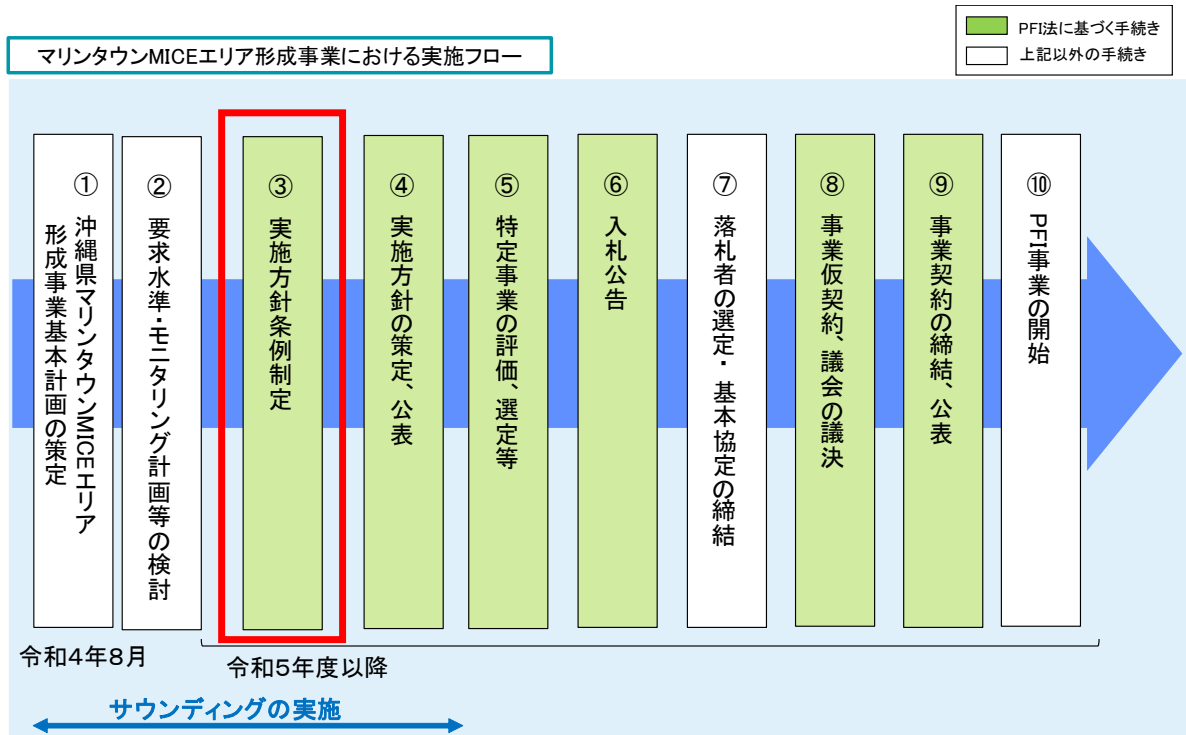 PFI法に基づく手続き
上記以外の手続き
マリンタウンMICEエリア形成事業における実施フロー
①
沖縄県マリンタウンMICEエリア
形成事業基本計画の策定
②
要求水準・モニタリング計画等の検討
③
実施方針条例制定
④
実施方針の策定、公表
⑤
特定事業の評価、選定等
⑥
入札公告
⑦
落札者の選定・基本協定の締結
⑧
事業仮契約、議会の議決
⑨
事業契約の締結、公表
⑩
PFI事業の開始
令和4年8月
令和5年度以降
サウンディングの実施